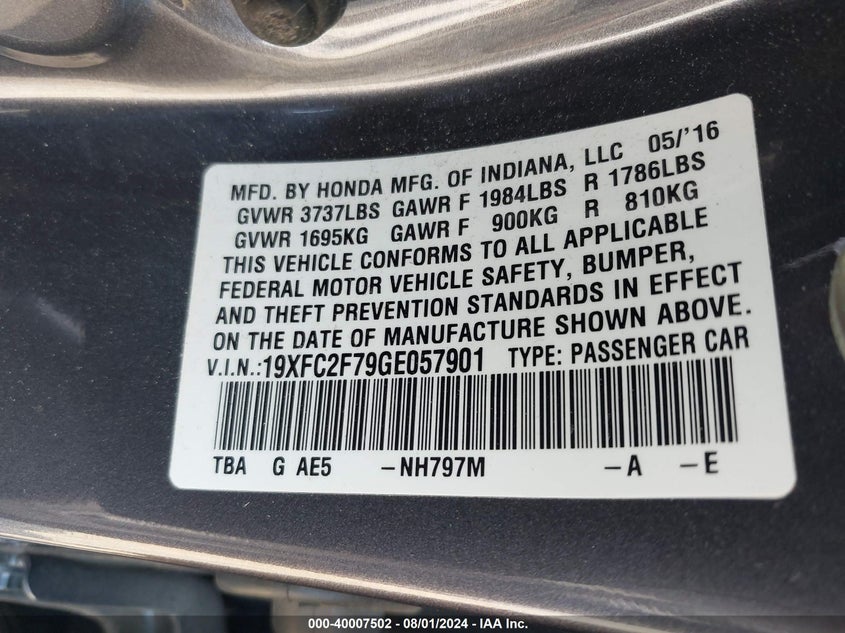 MFD. BY HONDA MFG. OF INDIANA, LLC 05/'16
GVWR 3737LBS GAWR F 1984LBS R 1786LBS
GVWR 1695KG GAWR F 900KG R 810KG
THIS VEHICLE CONFORMS TO ALL APPLICABLE
FEDERAL MOTOR VEHICLE SAFETY, BUMPER,
AND THEFT PREVENTION STANDARDS IN EFFECT
ON THE DATE OF MANUFACTURE SHOWN ABOVE.
V.I.N.:19XFC2F79GE057901 TYPE: PASSENGER CAR
TBA G AE5 -NH797M -A -E
000-40007502 - 08/01/2024 - IAA Inc.